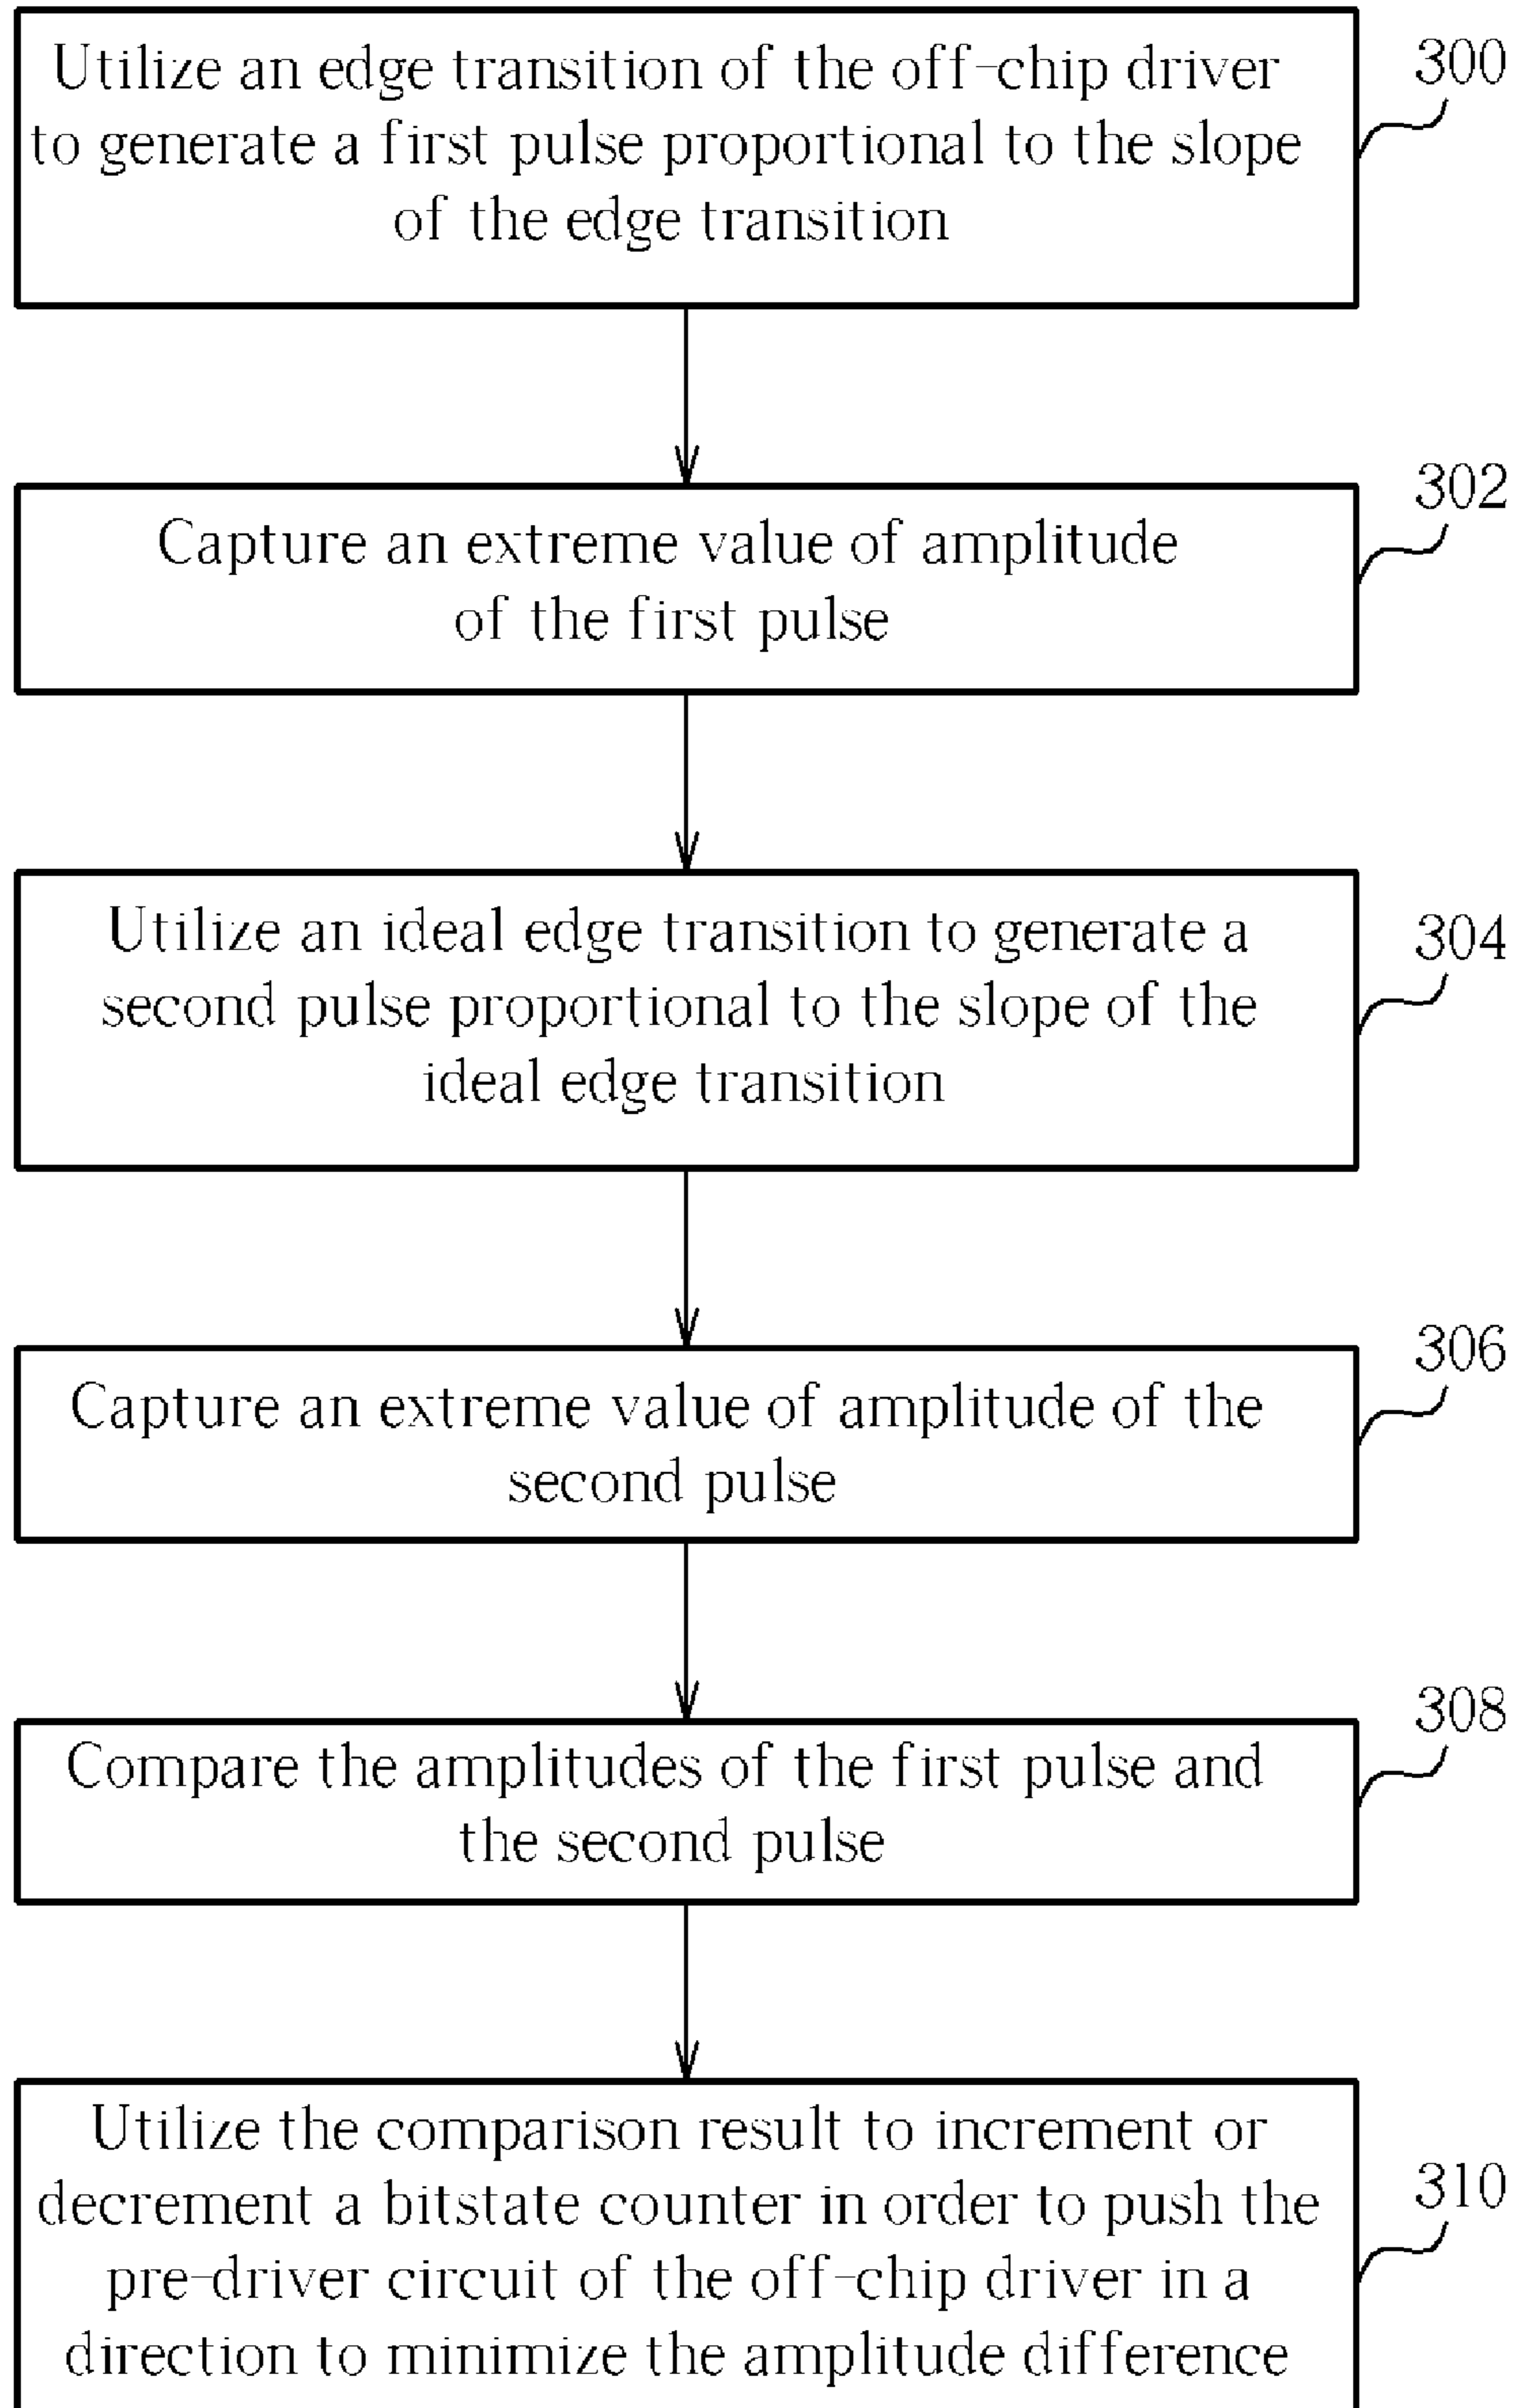 Utilize an edge transition of the off-chip driver
to generate a first pulse proportional to the slope
of the edge transition
300
Capture an extreme value of amplitude
of the first pulse
302
Utilize an ideal edge transition to generate a
second pulse proportional to the slope of the
ideal edge transition
304
Capture an extreme value of amplitude of the
second pulse
306
Compare the amplitudes of the first pulse and
the second pulse
308
Utilize the comparison result to increment or
decrement a bitstate counter in order to push the
pre-driver circuit of the off-chip driver in a
direction to minimize the amplitude difference
310